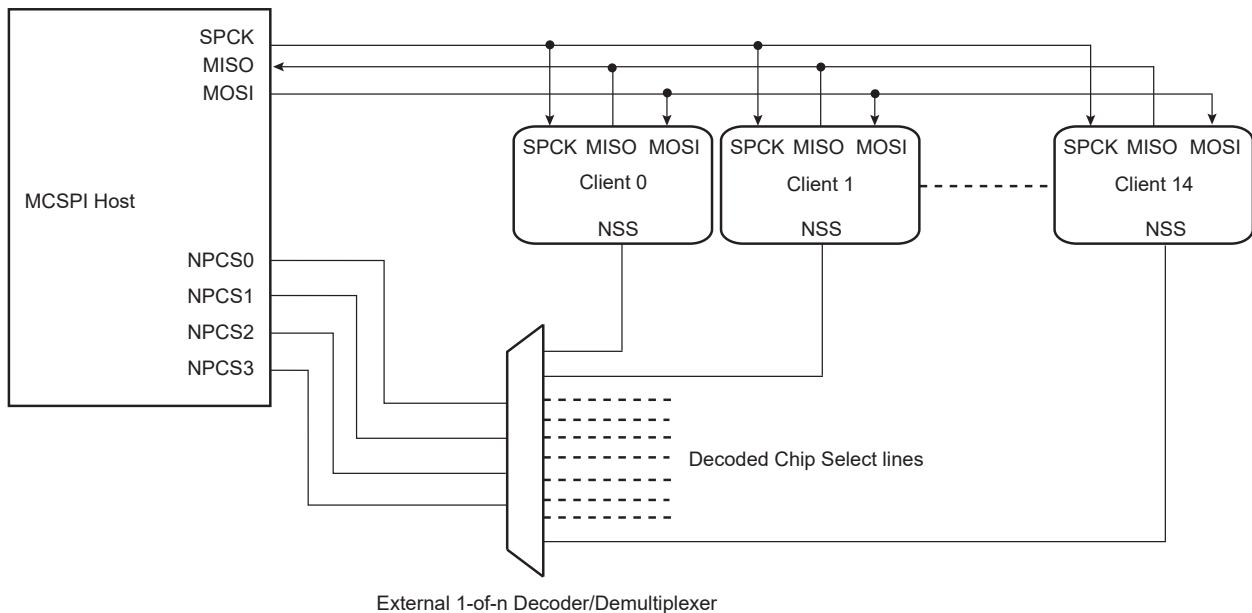 SPCK
MISO
MOSI
MCSPI Host
NPCS0
NPCS1
NPCS2
NPCS3
SPCK MISO MOSI
Client 0
NSS
SPCK MISO MOSI
Client 1
NSS
SPCK MISO MOSI
Client 14
NSS
Decoded Chip Select lines
External 1-of-n Decoder/Demultiplexer